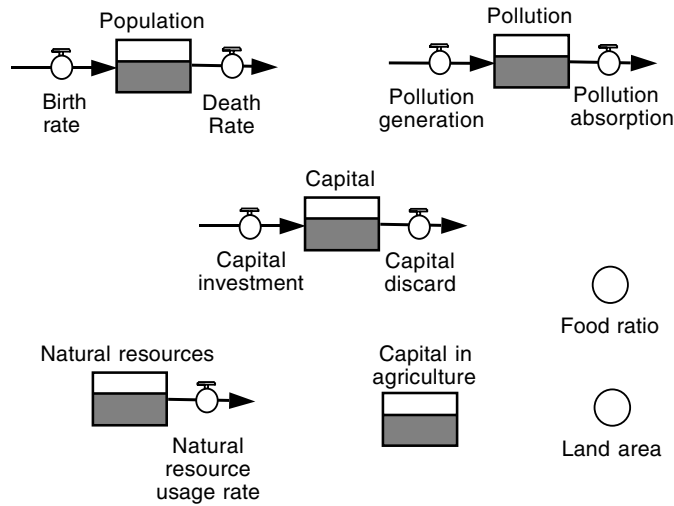 Population
Birth
rate
Death
Rate
Pollution
Pollution
generation
Pollution
absorption
Capital
Capital
investment
Capital
discard
Food ratio
Natural resources
Natural
resource
usage rate
Capital in
agriculture
Land area